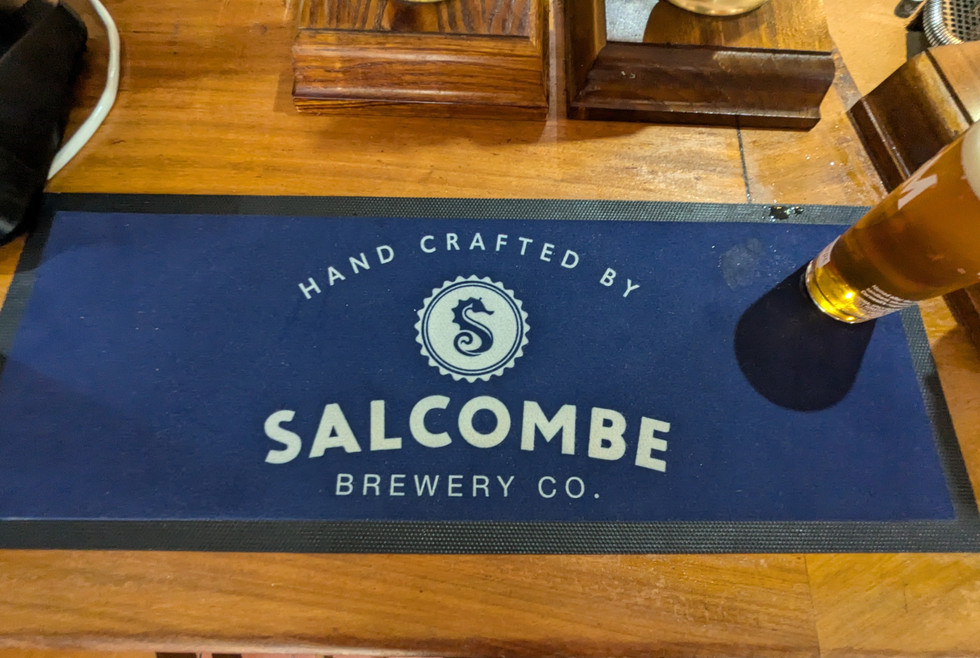 HAND CRAFTED BY
SALCOMBE
BREWERY CO.